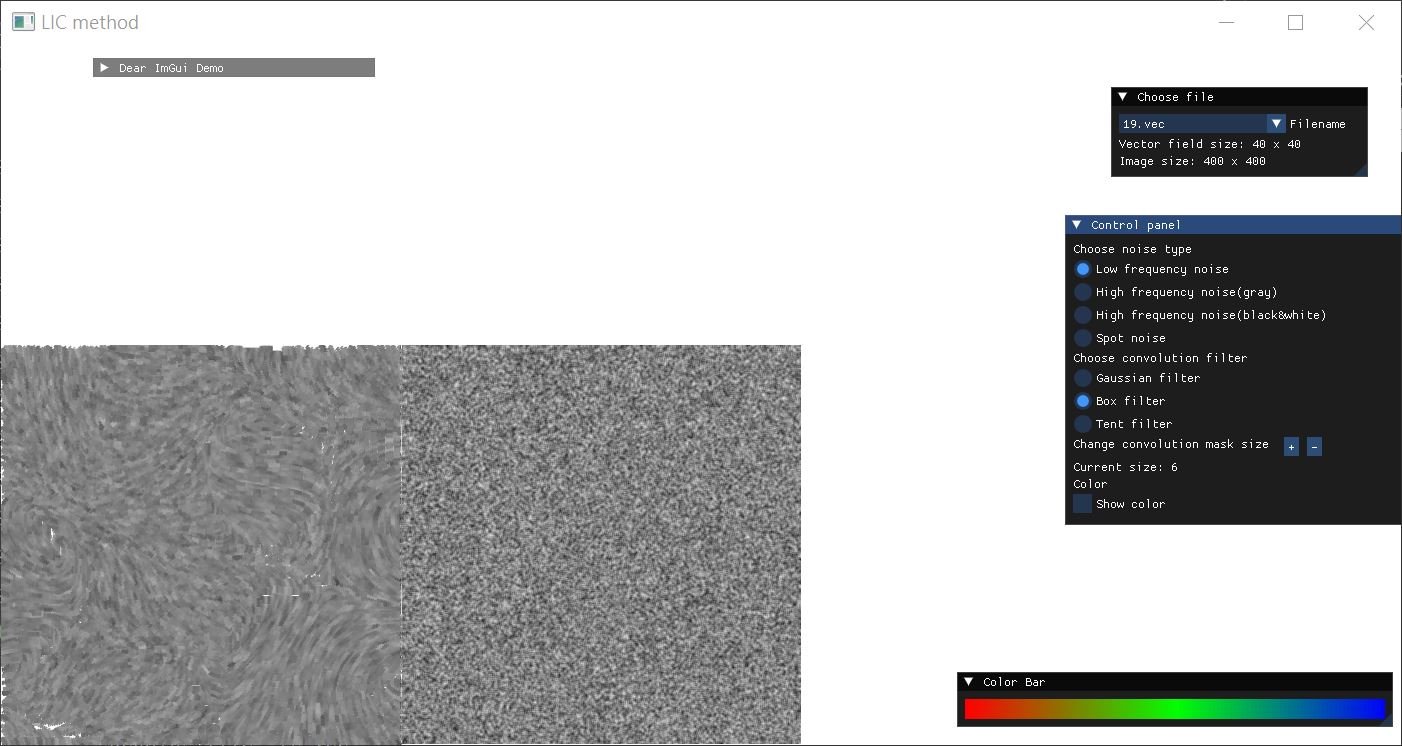 LIC method
Dear ImGui Demo
Choose file
19.vec Filename
Vector field size: 40 x 40
Image size: 400 x 400
Control panel
Choose noise type
Low frequency noise
High frequency noise(gray)
High frequency noise(black&white)
Spot noise
Choose convolution filter
Gaussian filter
Box filter
Tent filter
Change convolution mask size + -
Current size: 6
Color
Show color
Color Bar